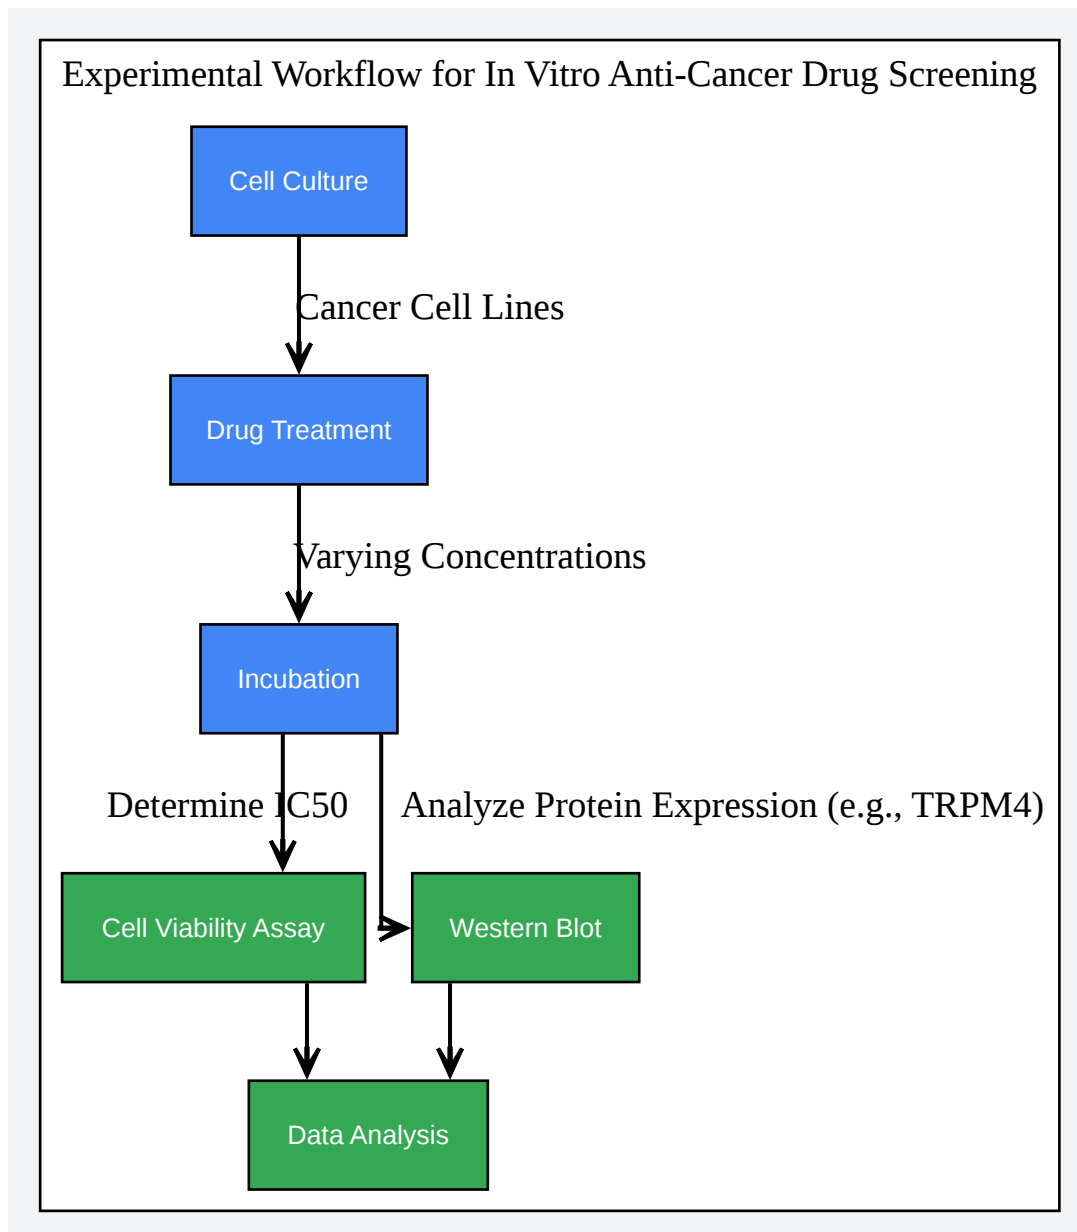 Experimental Workflow for In Vitro Anti-Cancer Drug Screening
Cell Culture
Cancer Cell Lines
Drug Treatment
Varying Concentrations
Incubation
Determine IC50
Analyze Protein Expression (e.g., TRPM4)
Cell Viability Assay
Western Blot
Data Analysis